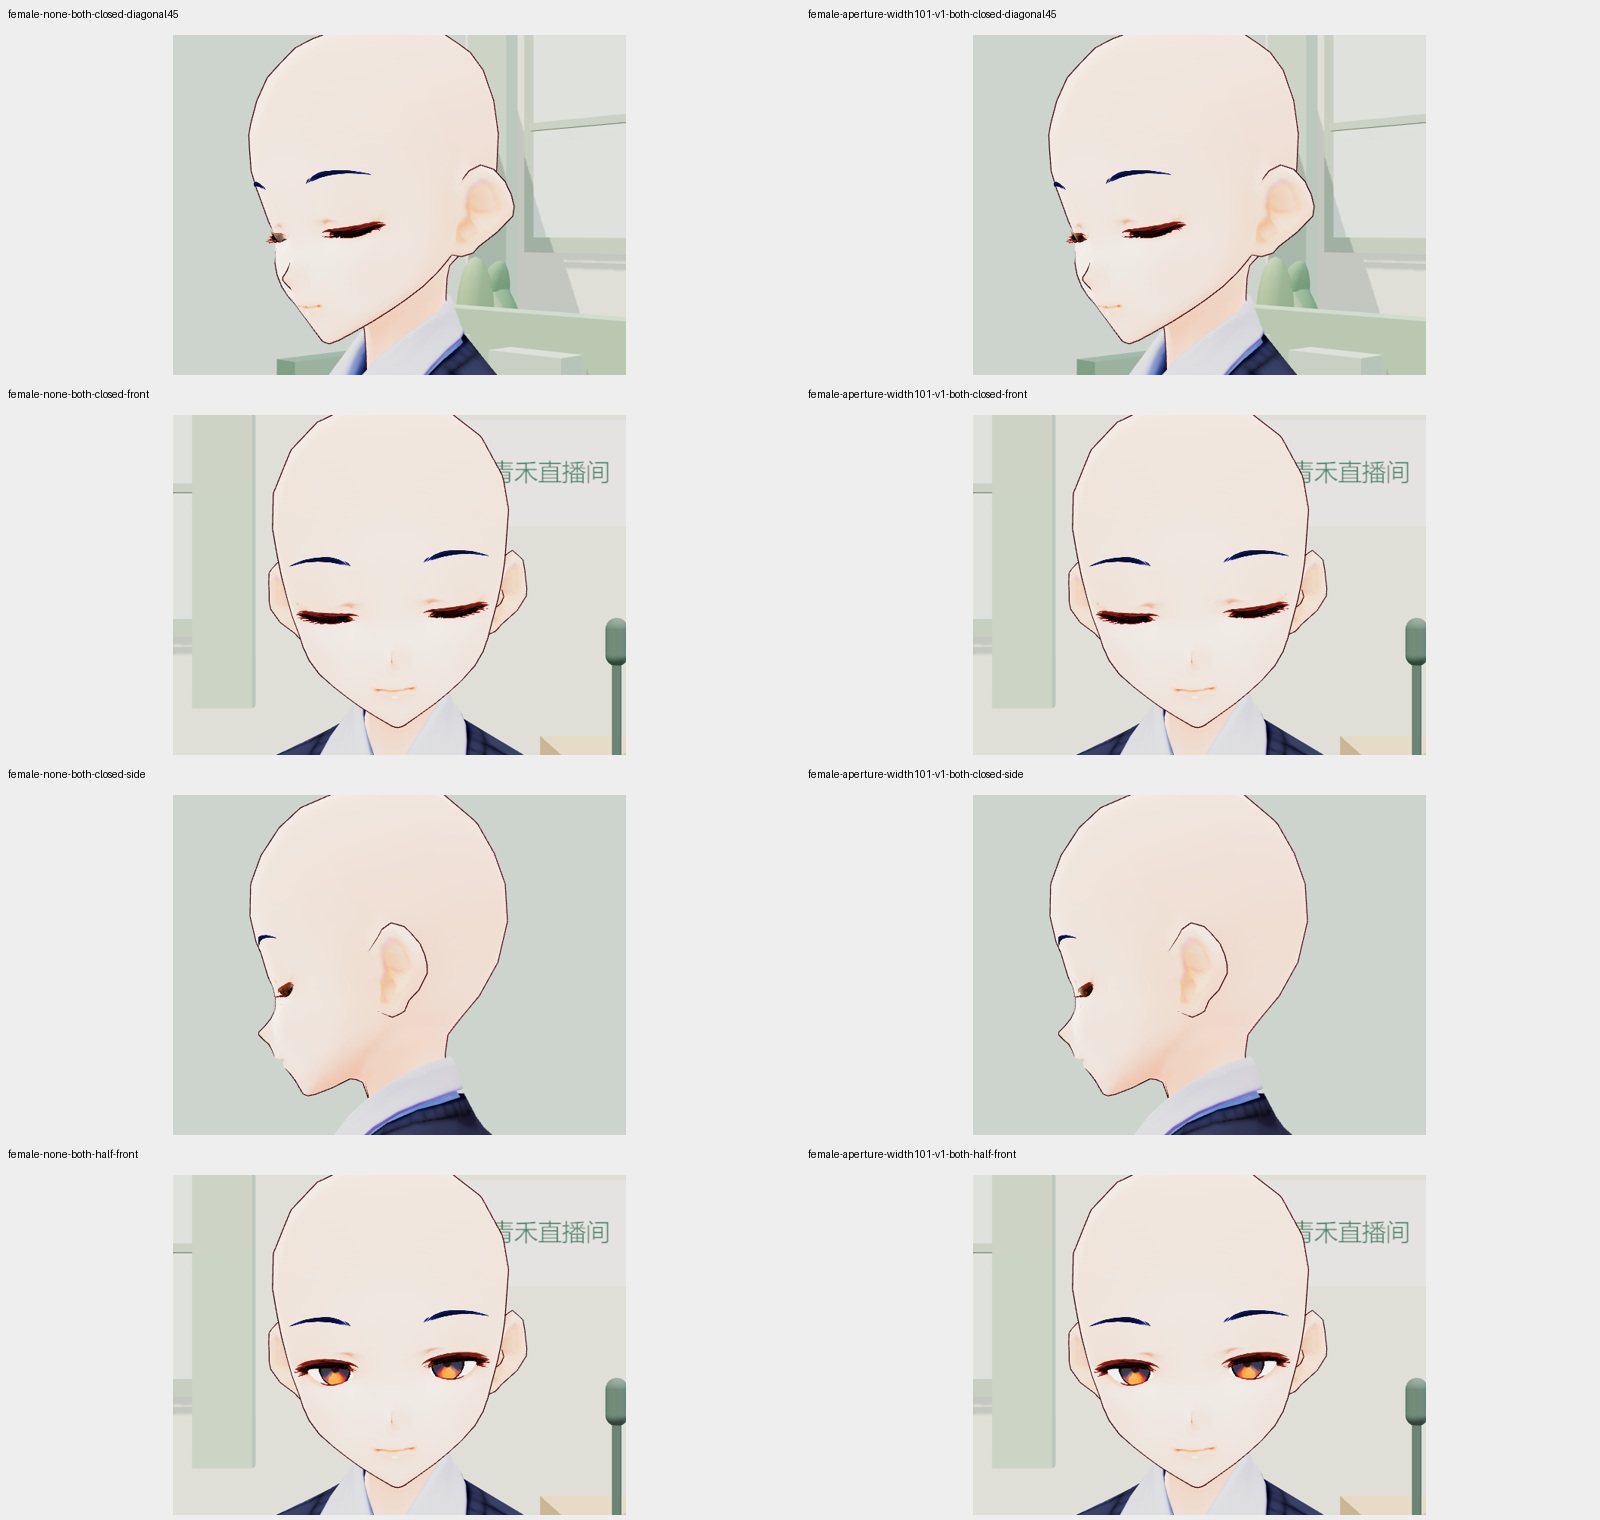 female-none-both-closed-diagonal45
female-aperture-width101-v1-both-closed-diagonal45
female-none-both-closed-front
female-aperture-width101-v1-both-closed-front
青禾直播间
青禾直播间
female-none-both-closed-side
female-aperture-width101-v1-both-closed-side
female-none-both-half-front
female-aperture-width101-v1-both-half-front
青禾直播间
青禾直播间